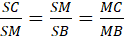 SC/SM = SM/SB = MC/MB